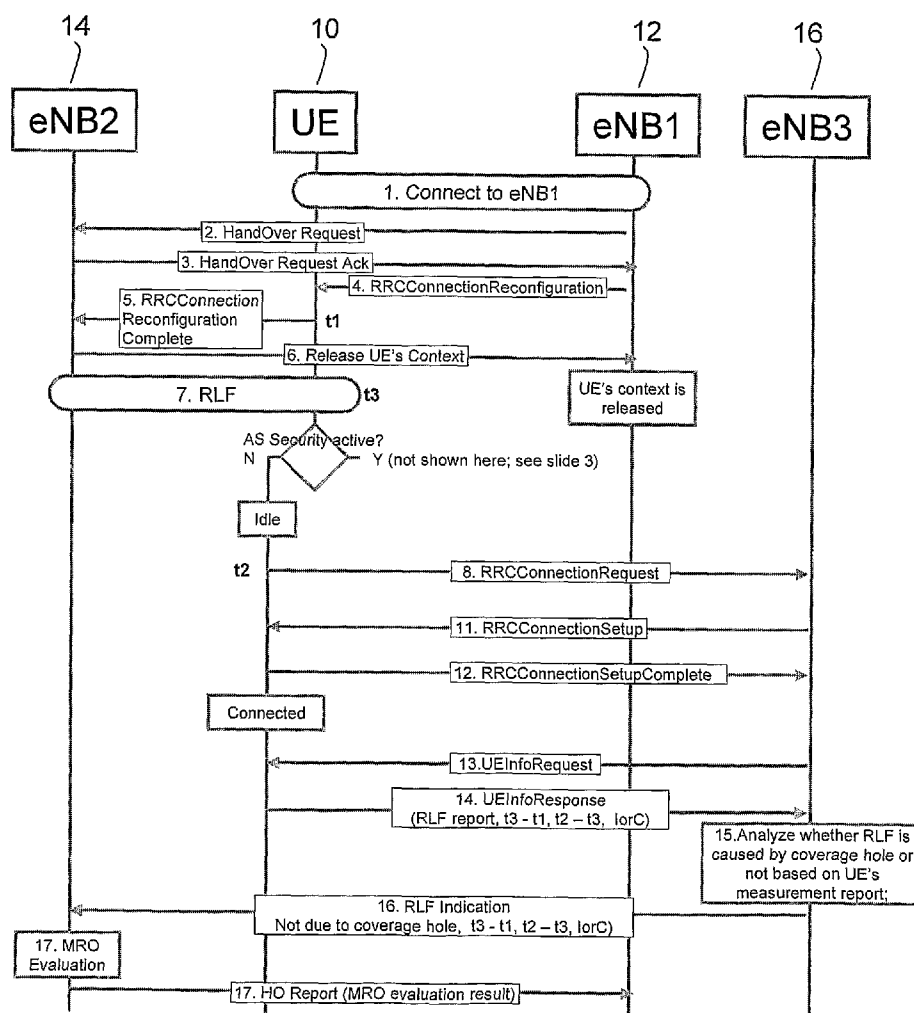 14
10
12
16
eNB2
UE
eNB1
eNB3
1. Connect to eNB1
2. HandOver Request
3. HandOver Request Ack
4. RRCConnectionReconfiguration
5. RRCConnection
Reconfiguration
Complete
t1
6. Release UE's Context
7. RLF
t3
UE's context is
released
AS Security active?
N
Y (not shown here; see slide 3)
Idle
t2
8. RRCConnectionRequest
11. RRCConnectionSetup
12. RRCConnectionSetupComplete
Connected
13.UEInfoRequest
14. UEInfoResponse
(RLF report, t3 - t1, t2 – t3, IorC)
15.Analyze whether RLF is
caused by coverage hole or
not based on UE's
measurement report;
16. RLF Indication
Not due to coverage hole, t3 - t1, t2 – t3, IorC)
17. MRO
Evaluation
17. HO Report (MRO evaluation result)